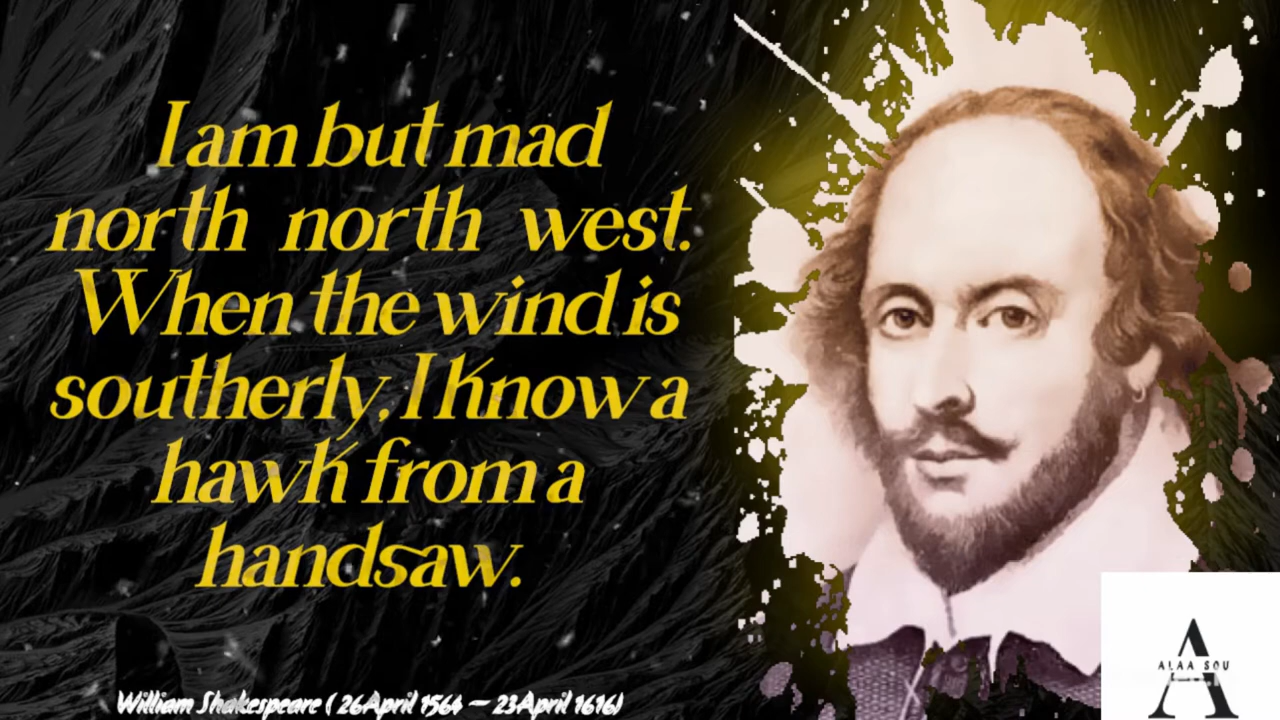 I am but mad
north north west.
When the wind is
southerly, I know a
hawk from a
handsaw.
William Shakespeare ( 26April 1564 – 23April 1616)
ALAA SOU